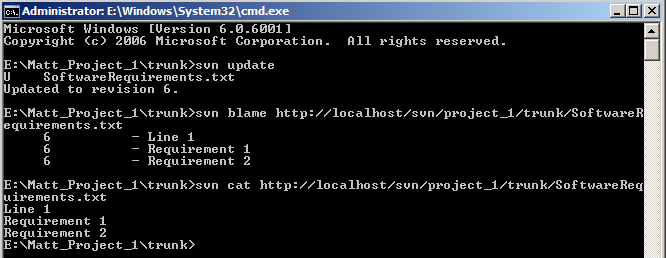 Administrator: E:\Windows\System32\cmd.exe
Microsoft Windows [Version 6.0.6001]
Copyright (c) 2006 Microsoft Corporation.  All rights reserved.
E:\Matt_Project_1\trunk>svn update
U    SoftwareRequirements.txt
Updated to revision 6.
E:\Matt_Project_1\trunk>svn blame http://localhost/svn/project_1/trunk/SoftwareR
equirements.txt
     6          - Line 1
     6          - Requirement 1
     6          - Requirement 2
E:\Matt_Project_1\trunk>svn cat http://localhost/svn/project_1/trunk/SoftwareReq
uirements.txt
Line 1
Requirement 1
Requirement 2
E:\Matt_Project_1\trunk>